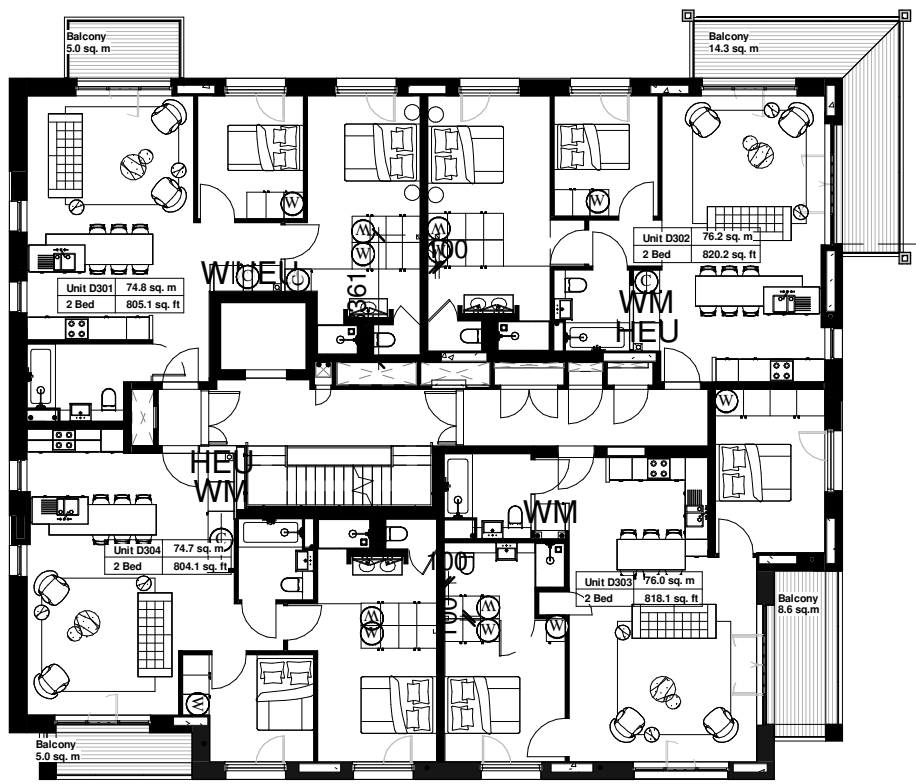 Balcony
5.0 sq. m
Balcony
14.3 sq. m
W
W
W
W
W
W
W
W
100
Unit D302 76.2 sq. m
2 Bed 820.2 sq. ft
C
C
C
361
Unit D301 74.8 sq. m
2 Bed 805.1 sq. ft
WM
HEU
W
HEU
WM
WM
C
Unit D304 74.7 sq. m
2 Bed 804.1 sq. ft
100
100
Unit D303 76.0 sq. m
2 Bed 818.1 sq. ft
Balcony
8.6 sq.m
W
W
W
W
W
W
Balcony
5.0 sq. m